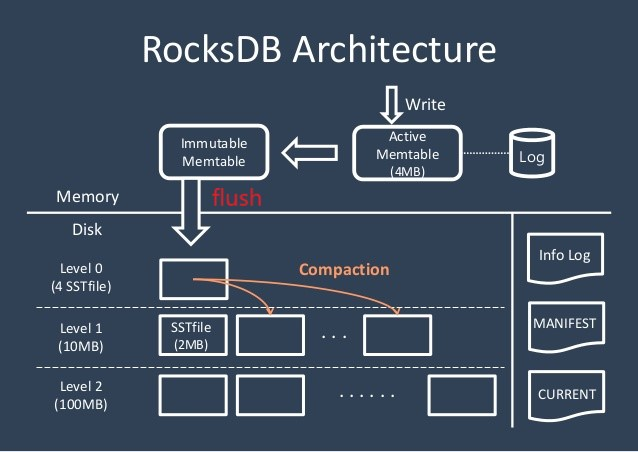 RocksDB Architecture
Write
Immutable
Memtable
Active
Memtable
(4MB)
Log
Memory
flush
Disk
Level 0
(4 SSTfile)
Compaction
Info Log
Level 1
(10MB)
SSTfile
(2MB)
. . .
MANIFEST
Level 2
(100MB)
. . . . . .
CURRENT